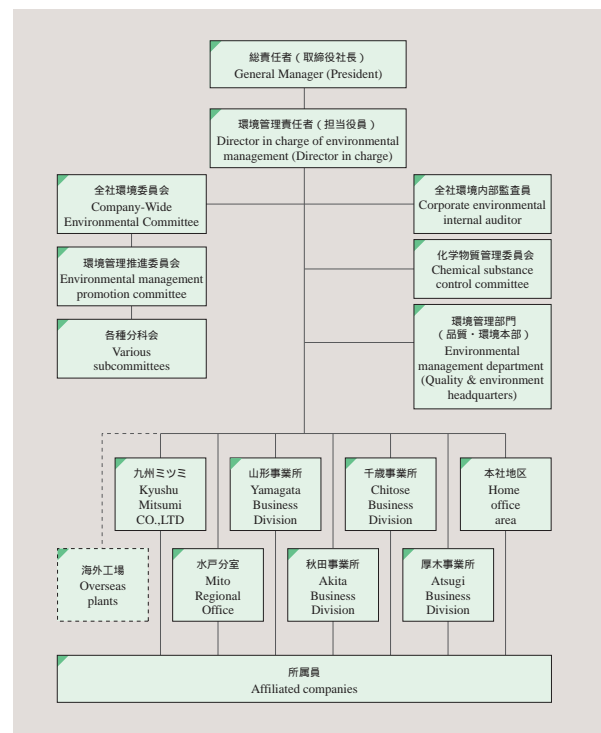 総責任者（取締役社長）
General Manager (President)
環境管理責任者（担当役員）
Director in charge of environmental
management (Director in charge)
全社環境委員会
Company-Wide
Environmental Committee
全社環境内部監査員
Corporate environmental
internal auditor
環境管理推進委員会
Environmental management
promotion committee
化学物質管理委員会
Chemical substance
control committee
各種分科会
Various
subcommittees
環境管理部門
（品質・環境本部）
Environmental
management department
(Quality & environment
headquarters)
九州ミツミ
Kyushu
Mitsumi
CO.,LTD
山形事業所
Yamagata
Business
Division
千歳事業所
Chitose
Business
Division
本社地区
Home
office
area
海外工場
Overseas
plants
水戸分室
Mito
Regional
Office
秋田事業所
Akita
Business
Division
厚木事業所
Atsugi
Business
Division
所属員
Affiliated companies